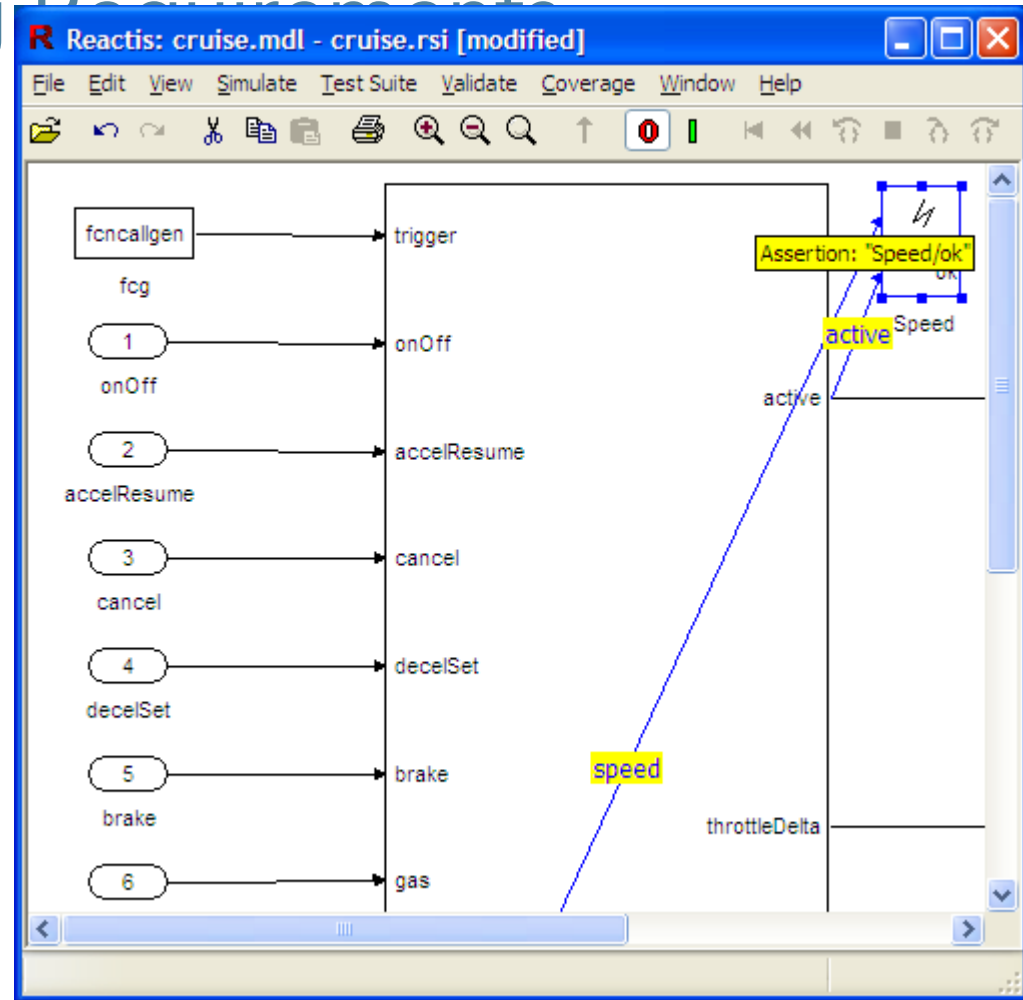 Requirements
Reactis: cruise.mdl - cruise.rsi [modified]
File Edit View Simulate Test Suite Validate Coverage Window Help
fcncallgen
fcg
trigger
Assertion: "Speed/ok"
ok
Speed
1
onOff
onOff
active
active
2
accelResume
accelResume
3
cancel
cancel
4
decelSet
decelSet
5
brake
brake
speed
throttleDelta
6
gas